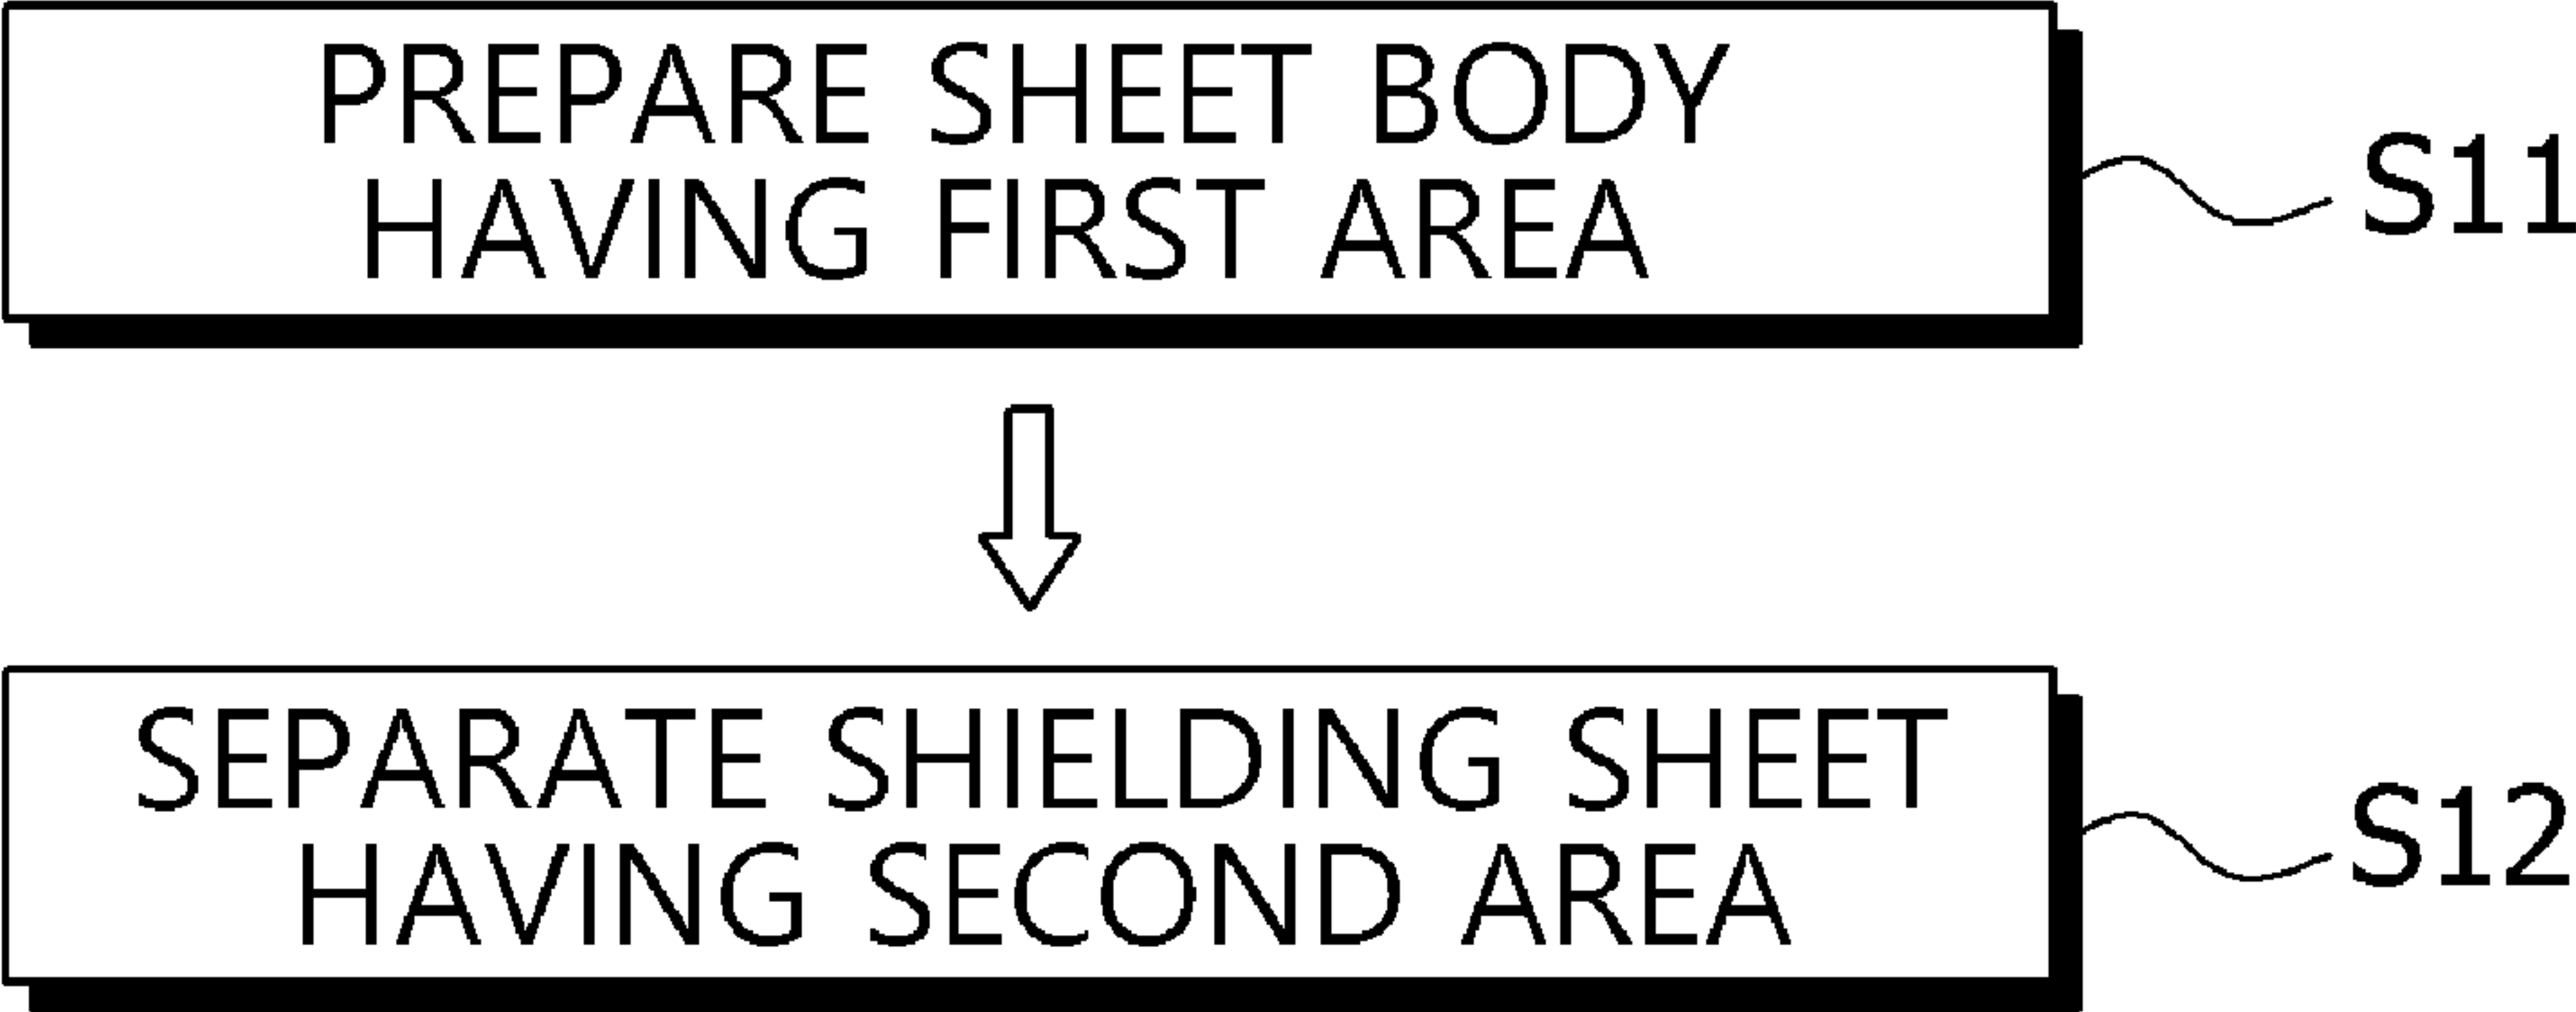 PREPARE SHEET BODY
HAVING FIRST AREA
S11
SEPARATE SHIELDING SHEET
HAVING SECOND AREA
S12